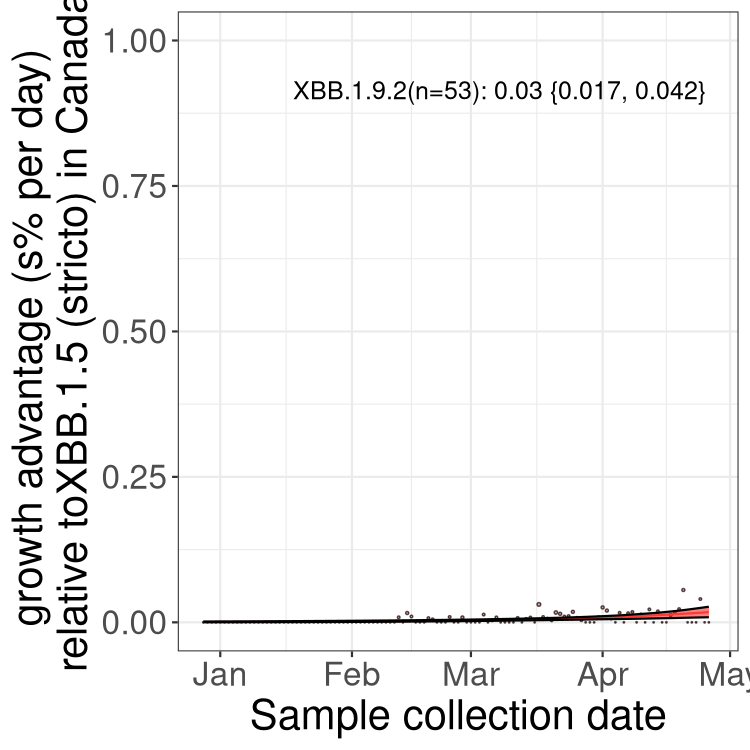 growth advantage (s% per day)
relative toXBB.1.5 (stricto) in Canada
1.00
0.75
0.50
0.25
0.00
XBB.1.9.2(n=53): 0.03 {0.017, 0.042}
Jan Feb Mar Apr May
Sample collection date